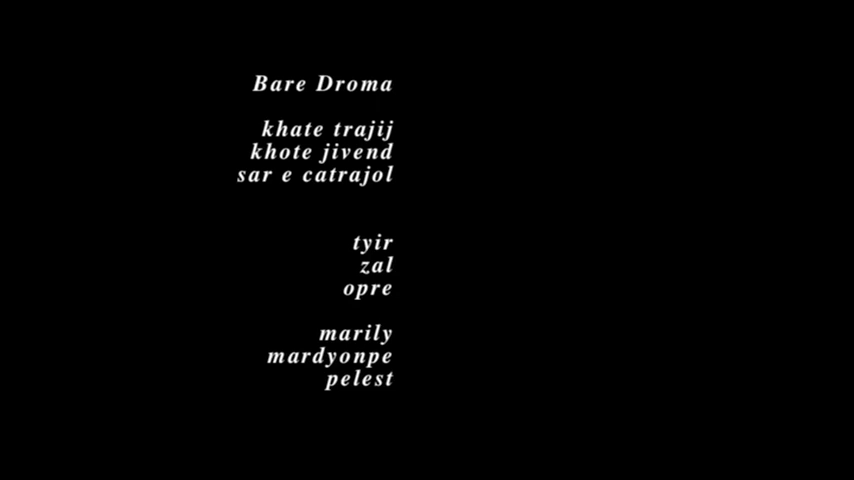 Bare Droma
khate trajij
khote jivend
sar e catrajol
tyir
zal
opre
marily
mardyonpe
pelest